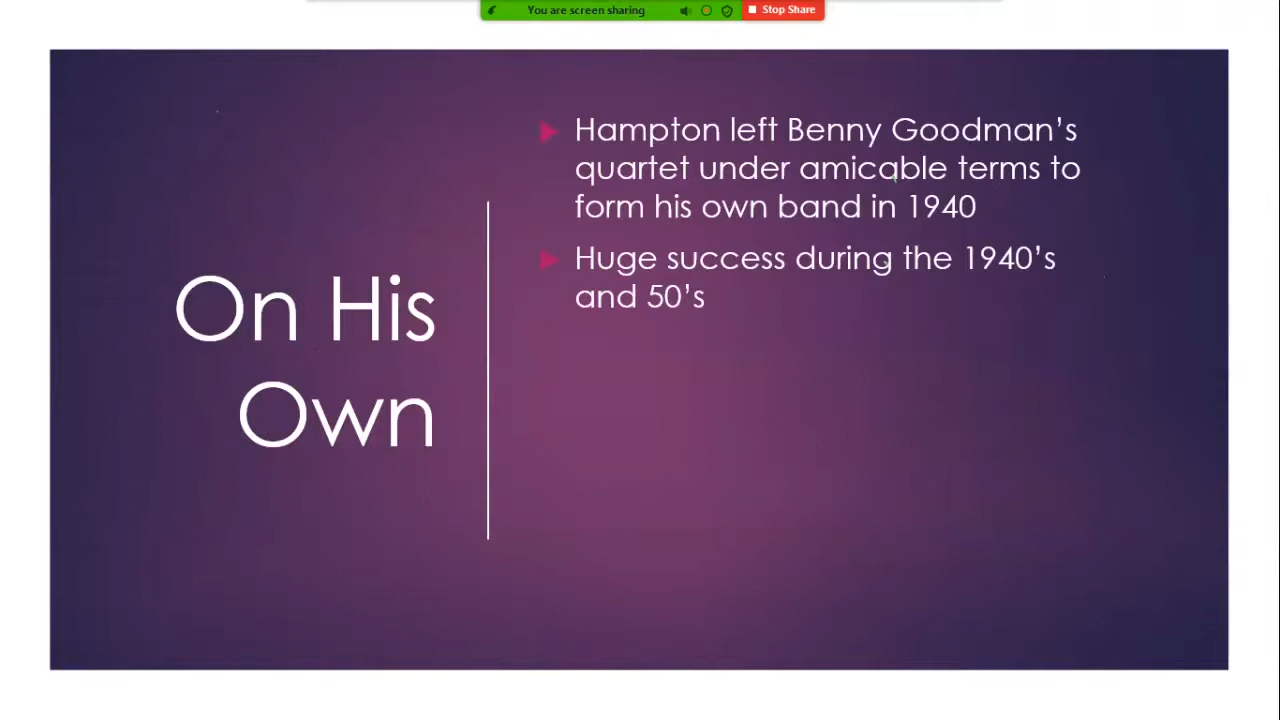 You are screen sharing
Stop Share
On His
Own
Hampton left Benny Goodman’s
quartet under amicable terms to
form his own band in 1940
Huge success during the 1940’s
and 50’s